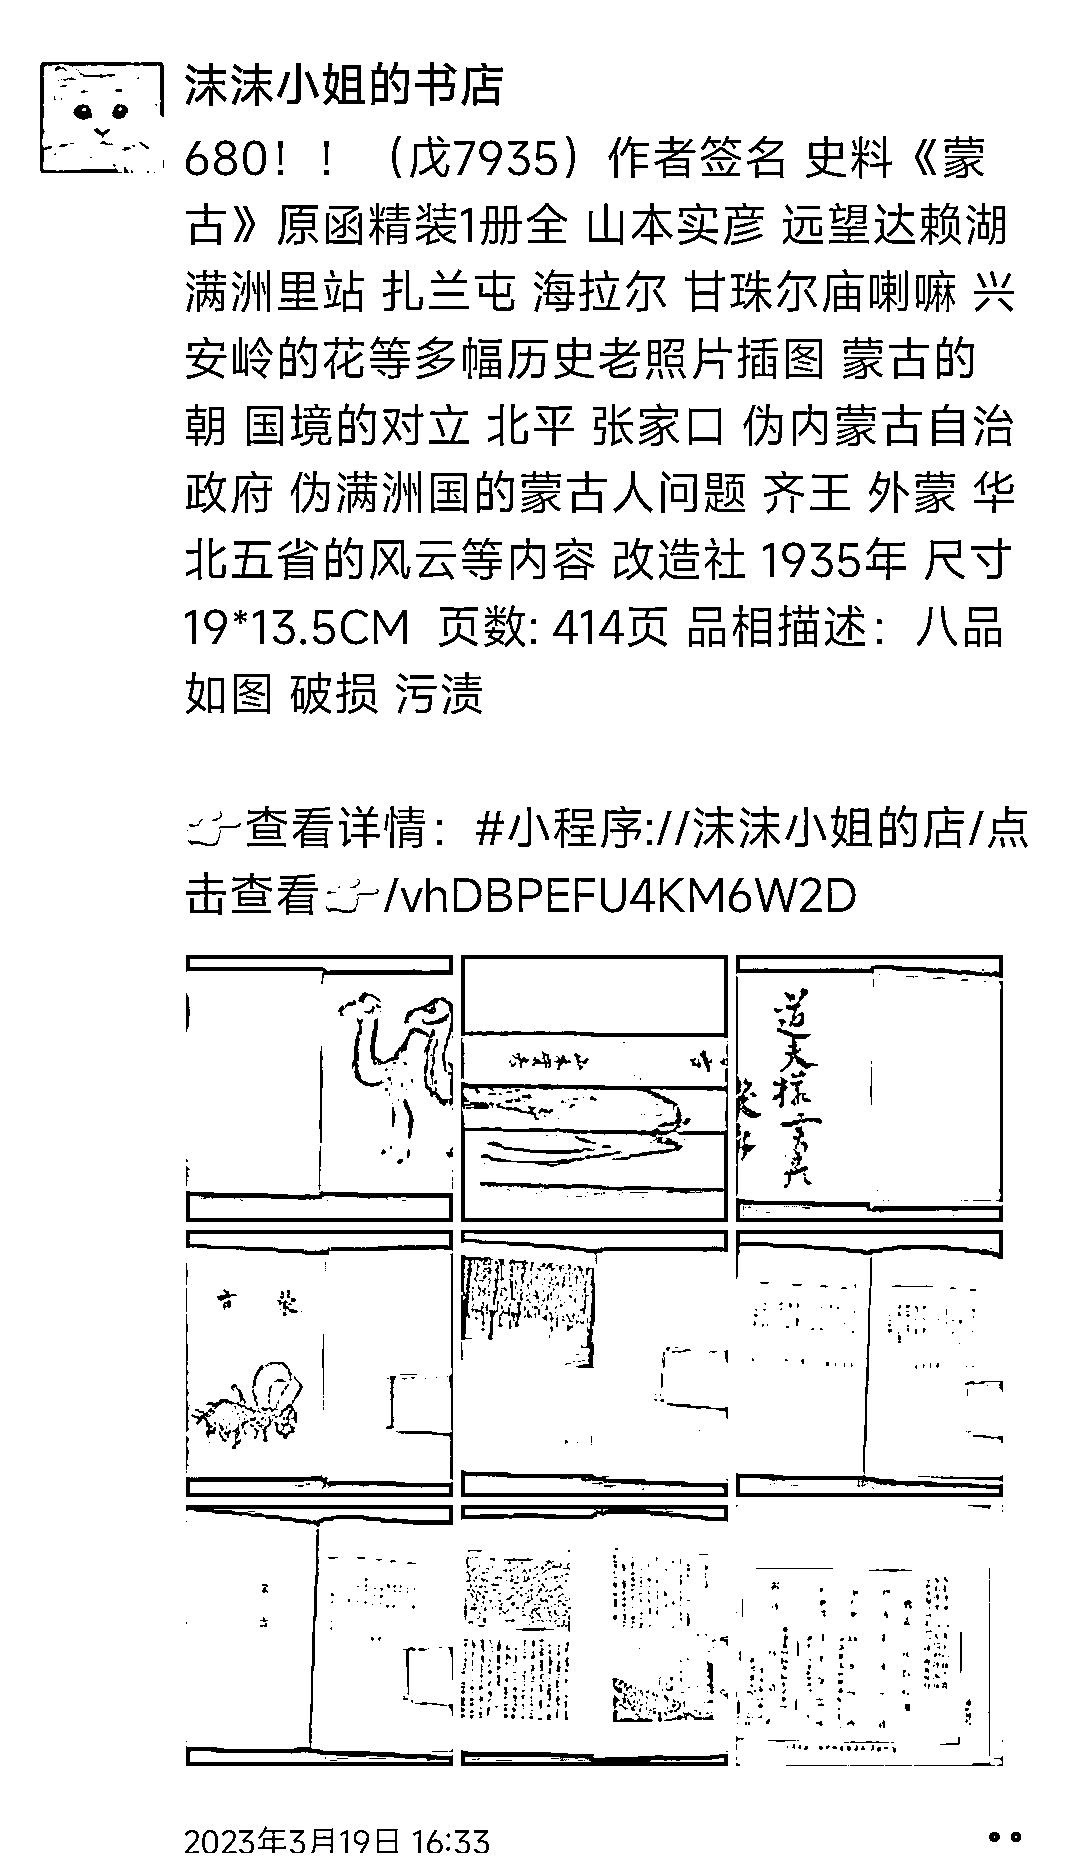 沫沫小姐的书店
680！！（戊7935）作者签名 史料《蒙
古》原函精装1册全 山本实彦 远望达赖湖
满洲里站 扎兰屯 海拉尔 甘珠尔庙喇嘛 兴
安岭的花等多幅历史老照片插图 蒙古的
朝 国境的对立 北平 张家口 伪内蒙古自治
政府 伪满洲国的蒙古人问题 齐王 外蒙 华
北五省的风云等内容 改造社 1935年 尺寸
19*13.5CM 页数: 414页 品相描述：八品
如图 破损 污渍
👉查看详情：#小程序://沫沫小姐的店/点
击查看👉/vhDBPEFU4KM6W2D
古 蒙
2023年3月19日 16:33